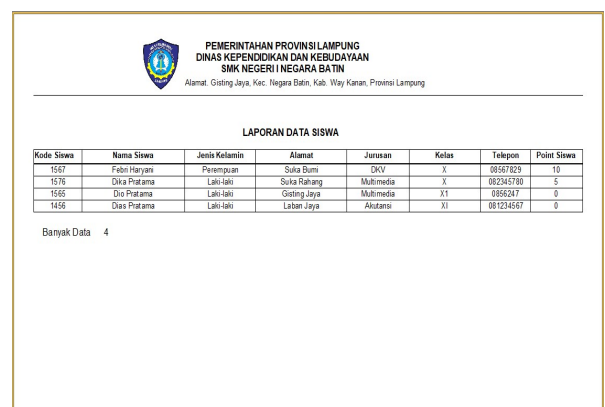 PEMERINTAHAN PROVINSI LAMPUNG
DINAS KEPENDIDIKAN DAN KEBUDAYAAN
SMK NEGERI I NEGARA BATIN
Alamat. Gisting Jaya, Kec. Negara Batin, Kab. Way Kanan, Provinsi Lampung
LAPORAN DATA SISWA
Kode Siswa Nama Siswa Jenis Kelamin Alamat Jurusan Kelas Telepon Point Siswa
1567 Febri Haryani Perempuan Suka Bumi DKV X 08567829 10
1576 Dika Pratama Laki-laki Suka Rahang Multimedia X 082345780 5
1565 Dio Pratama Laki-laki Gisting Jaya Multimedia X1 0856247 0
1456 Dias Pratama Laki-laki Laban Jaya Akutansi XI 081234567 0
Banyak Data 4